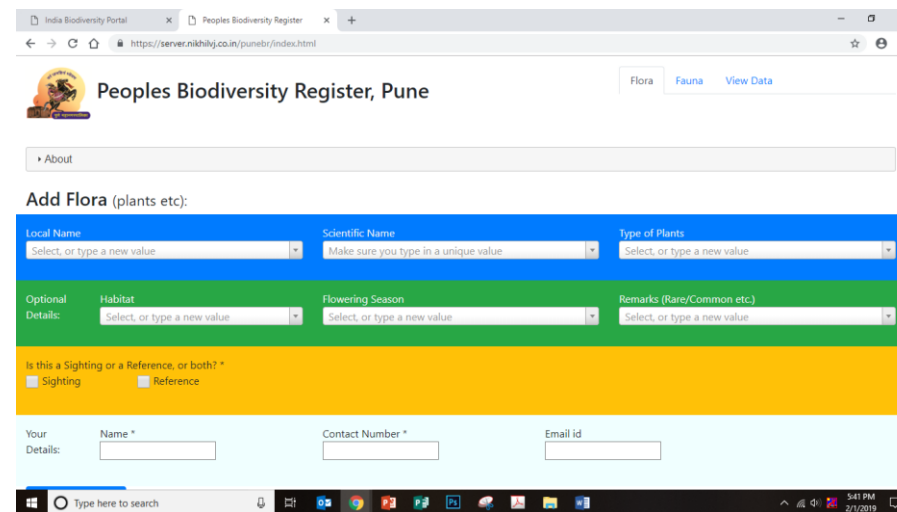 India Biodiversity Portal
Peoples Biodiversity Register
https://server.nikhilvj.co.in/punebr/index.html
Peoples Biodiversity Register, Pune
Flora Fauna View Data
About
Add Flora (plants etc):
Local Name Scientific Name Type of Plants
Select, or type a new value Make sure you type in a unique value Select, or type a new value
Optional Habitat Flowering Season Remarks (Rare/Common etc.)
Details: Select, or type a new value Select, or type a new value Select, or type a new value
Is this a Sighting or a Reference, or both? *
Sighting Reference
Your Name * Contact Number * Email id
Details:
Type here to search
5:41 PM
2/1/2019